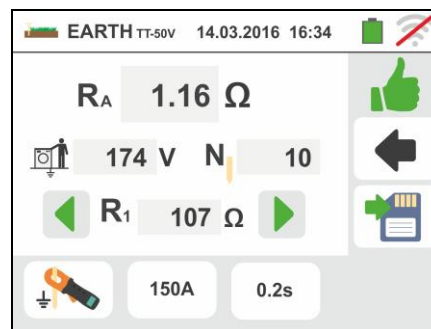 EARTH TT-50V 14.03.2016 16:34
RA 1.16 Ω
174 V N 10
R1 107 Ω
150A 0.2s